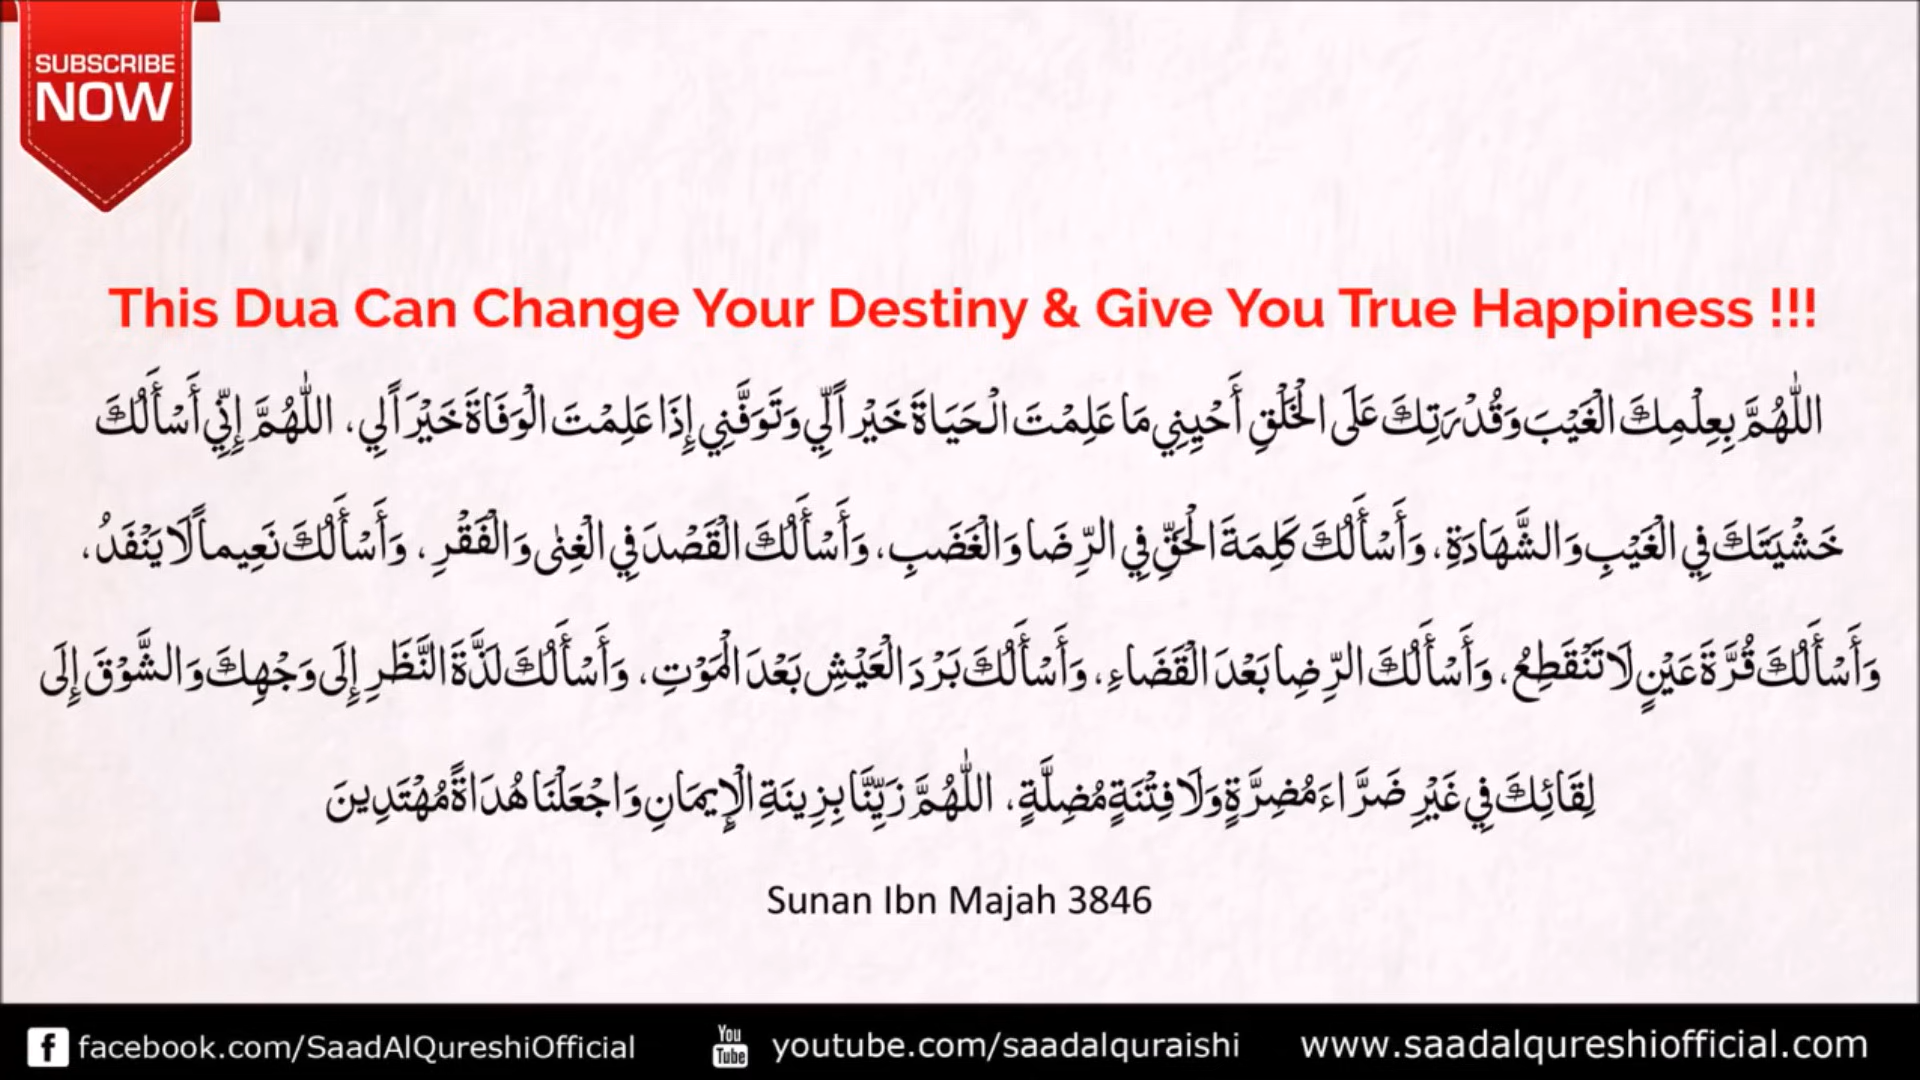 SUBSCRIBE
NOW
This Dua Can Change Your Destiny & Give You True Happiness !!!
اللّٰهُمَّ بِعِلْمِكَ الْغَيْبَ وَقُدْرَتِكَ عَلَى الْخَلْقِ أَحْيِنِي مَا عَلِمْتَ الْحَيَاةَ خَيْراً لِّي وَتَوَفَّنِي إِذَا عَلِمْتَ الْوَفَاةَ خَيْراً لِي، اللّٰهُمَّ إِنِّي أَسْأَلُكَ
خَشْيَتَكَ فِي الْغَيْبِ وَالشَّهَادَةِ، وَأَسْأَلُكَ كَلِمَةَ الْحَقِّ فِي الرِّضَا وَالْغَضَبِ، وَأَسْأَلُكَ الْقَصْدَ فِي الْغِنٰى وَالْفَقْرِ، وَأَسْأَلُكَ نَعِيماً لَا يَنْفَدُ،
وَأَسْأَلُكَ قُرَّةَ عَيْنٍ لَا تَنْقَطِعُ، وَأَسْأَلُكَ الرِّضِا بَعْدَ الْقَضَاءِ، وَأَسْأَلُكَ بَرْدَ الْعَيْشِ بَعْدَ الْمَوْتِ، وَأَسْأَلُكَ لَذَّةَ النَّظَرِ إِلَى وَجْهِكَ وَالشَّوْقَ إِلَى
لِقَائِكَ فِي غَيْرِ ضَرَّاءَ مُضِرَّةٍ وَلَا فِتْنَةٍ مُضِلَّةٍ، اللّٰهُمَّ زَيِّنَّا بِزِينَةِ الْإِيمَانِ وَاجْعَلْنَا هُدَاةً مُهْتَدِينَ
Sunan Ibn Majah 3846
f facebook.com/SaadAlQureshiOfficial You Tube youtube.com/saadalquraishi www.saadalqureshiofficial.com